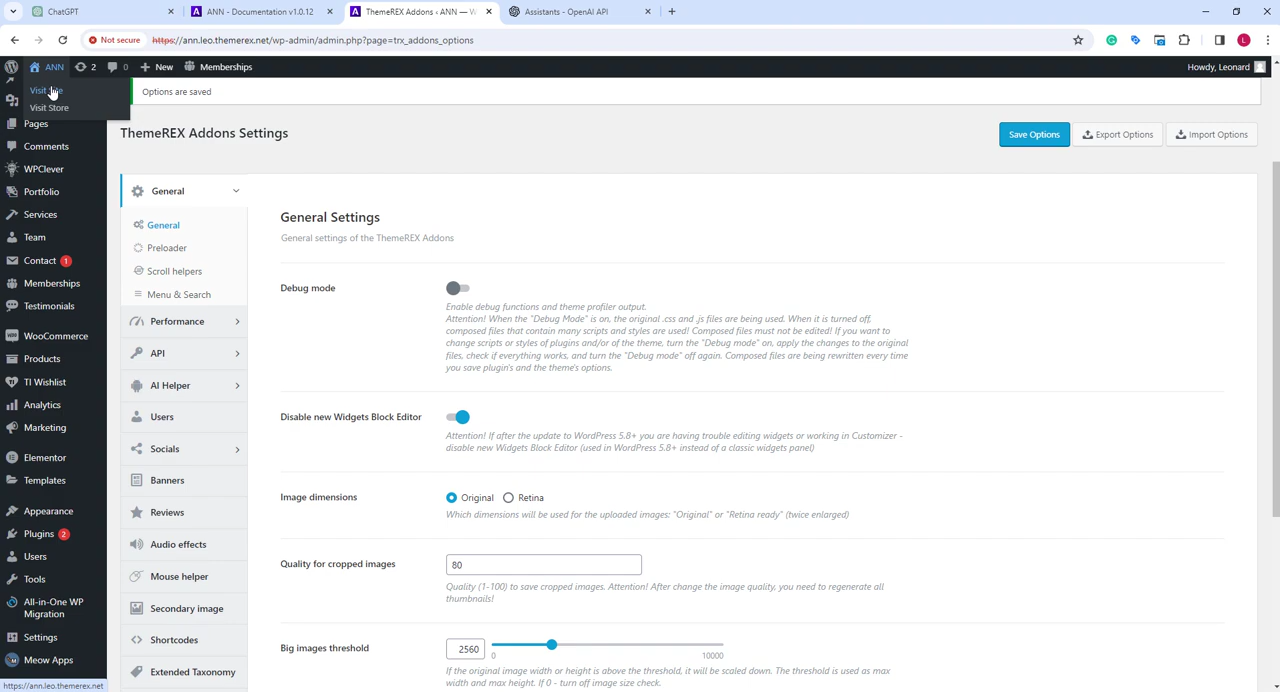 ChatGPT
ANN - Documentation v1.0.12
ThemeREX Addons ‹ ANN — W
Assistants - OpenAI API
Not secure
https://ann.leo.themerex.net/wp-admin/admin.php?page=trx_addons_options
L
ANN
2
0
New
Memberships
Howdy, Leonard
Visit Site
Visit Store
Options are saved
Pages
Comments
WPClever
Portfolio
Services
Team
Contact 1
Memberships
Testimonials
WooCommerce
Products
TI Wishlist
Analytics
Marketing
Elementor
Templates
Appearance
Plugins 2
Users
Tools
All-in-One WP
Migration
Settings
Meow Apps
https://ann.leo.themerex.net
ThemeREX Addons Settings
Save Options
Export Options
Import Options
General
General
Preloader
Scroll helpers
Menu & Search
Performance
API
AI Helper
Users
Socials
Banners
Reviews
Audio effects
Mouse helper
Secondary image
Shortcodes
Extended Taxonomy
General Settings
General settings of the ThemeREX Addons
Debug mode
Enable debug functions and theme profiler output.
Attention! When the "Debug Mode" is on, the original .css and .js files are being used. When it is turned off,
composed files that contain many scripts and styles are used! Composed files must not be edited! If you want to
change scripts or styles of plugins and/or of the theme, turn the "Debug mode" on, apply the changes to the original
files, check if everything works, and turn the "Debug mode" off again. Composed files are being rewritten every time
you save plugin's and the theme's options.
Disable new Widgets Block Editor
Attention! If after the update to WordPress 5.8+ you are having trouble editing widgets or working in Customizer -
disable new Widgets Block Editor (used in WordPress 5.8+ instead of a classic widgets panel)
Image dimensions
Original
Retina
Which dimensions will be used for the uploaded images: "Original" or "Retina ready" (twice enlarged)
Quality for cropped images
80
Quality (1-100) to save cropped images. Attention! After change the image quality, you need to regenerate all
thumbnails!
Big images threshold
2560
0
10000
If the original image width or height is above the threshold, it will be scaled down. The threshold is used as max
width and max height. If 0 - turn off image size check.